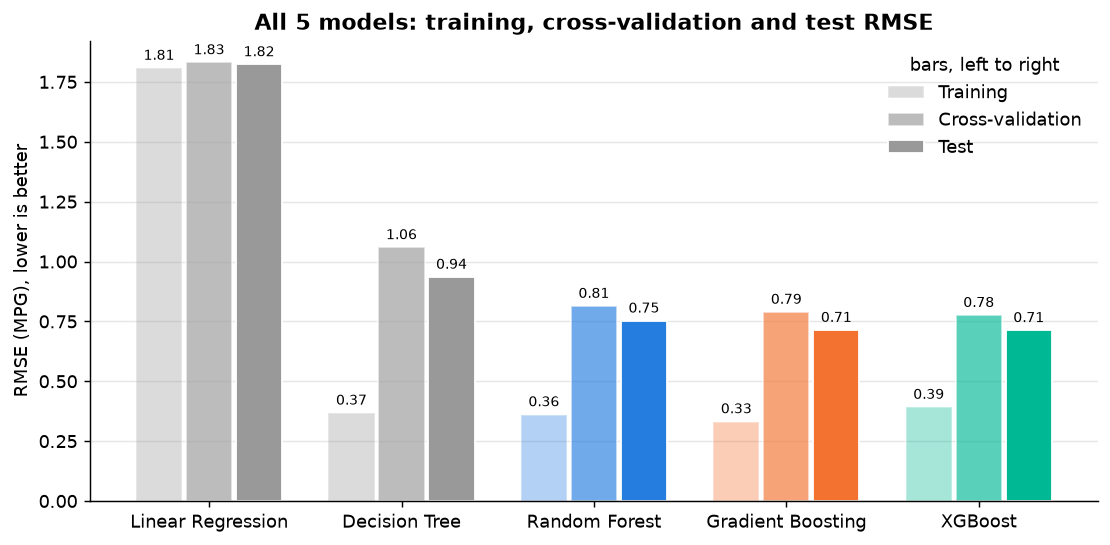 All 5 models: training, cross-validation and test RMSE
RMSE (MPG), lower is better
1.75
1.50
1.25
1.00
0.75
0.50
0.25
0.00
bars, left to right
Training
Cross-validation
Test
1.81
1.83
1.82
0.37
1.06
0.94
0.36
0.81
0.75
0.33
0.79
0.71
0.39
0.78
0.71
Linear Regression
Decision Tree
Random Forest
Gradient Boosting
XGBoost